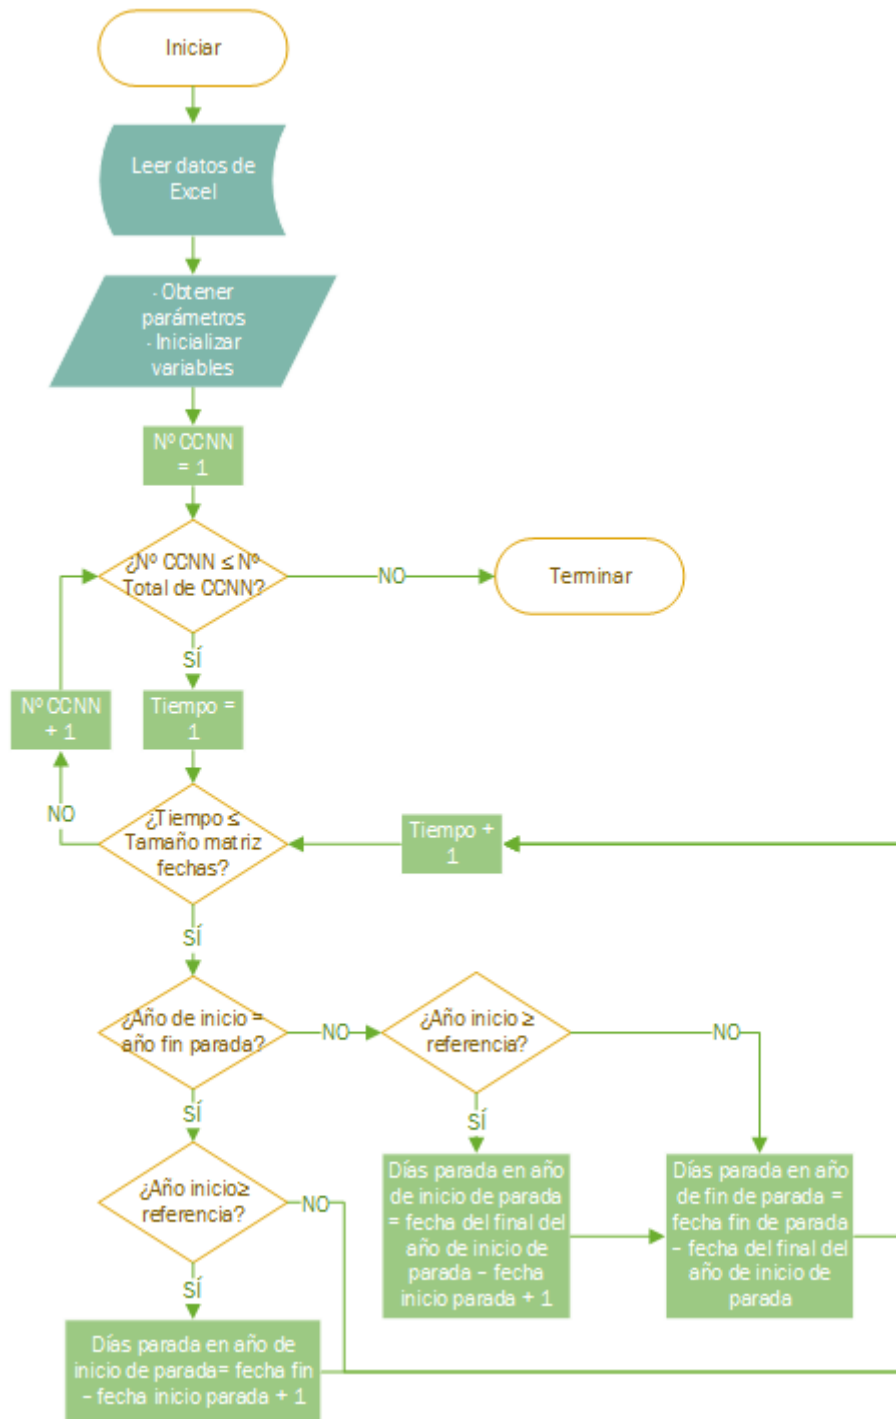 Iniciar
Leer datos de
Excel
- Obtener
parámetros
- Inicializar
variables
Nº CCNN
= 1
¿Nº CCNN ≤ Nº
Total de CCNN?
NO
Terminar
SÍ
Nº CCNN
+ 1
Tiempo =
1
NO
¿Tiempo ≤
Tamaño matriz
fechas?
Tiempo +
1
SÍ
¿Año de inicio =
año fin parada?
NO
¿Año inicio ≥
referencia?
NO
SÍ
SÍ
¿Año inicio≥
referencia?
NO
Días parada en año
de inicio de parada
= fecha del final del
año de inicio de
parada – fecha
inicio parada + 1
Días parada en año
de fin de parada =
fecha fin de parada
– fecha del final del
año de inicio de
parada
SÍ
Días parada en año de
inicio de parada= fecha fin
– fecha inicio parada + 1